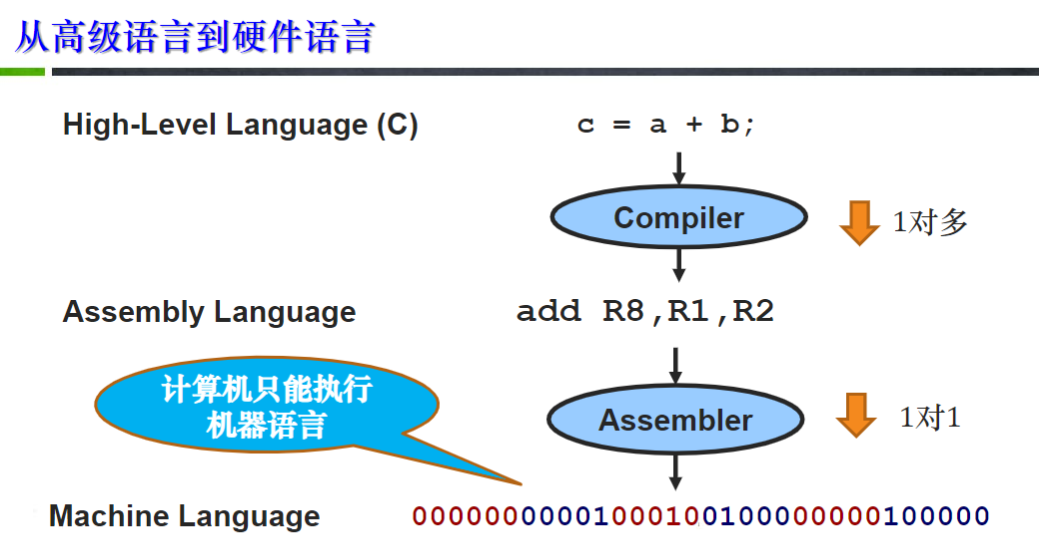 从高级语言到硬件语言
High-Level Language (C)
c = a + b;
Compiler
1对多
Assembly Language
add R8,R1,R2
计算机只能执行
机器语言
Assembler
1对1
Machine Language
00000000001000100100000000100000